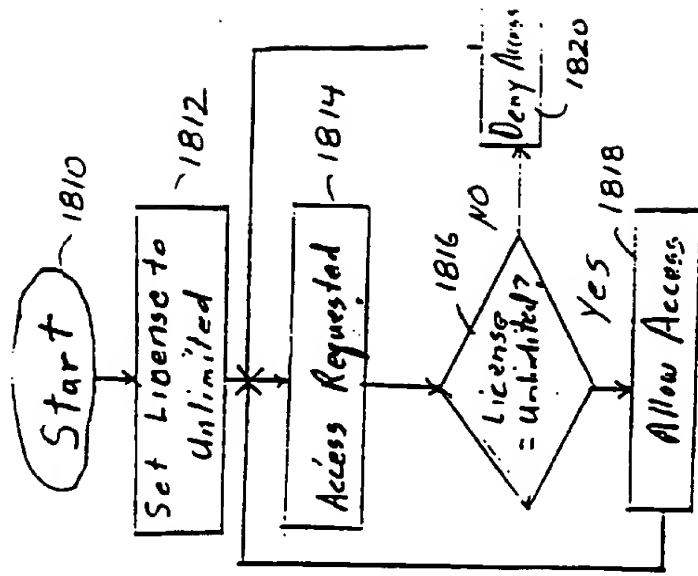 Start
1810
Set License to
Unlimited
1812
Access Requested
1814
License
= Unlimited?
1816
NO
Deny Access
1820
Yes
Allow Access
1818